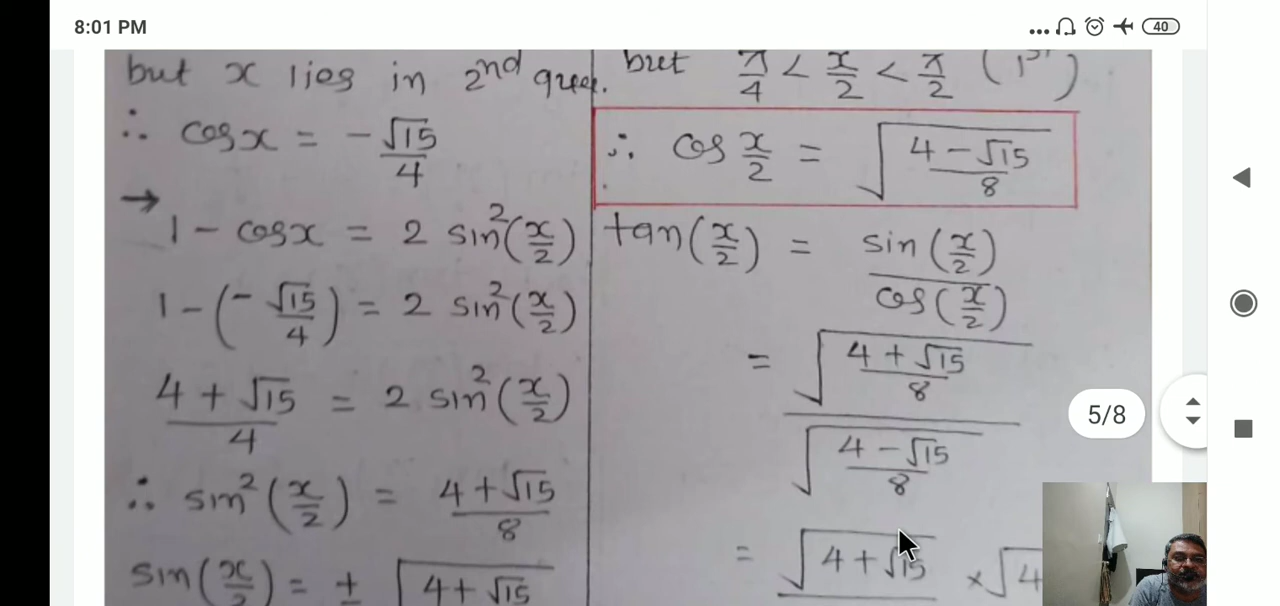 8:01 PM
40
but x lies in 2nd quad.
∴ cos x = -√15/4
→
1 - cos x = 2 sin²(x/2)
1 - (-√15/4) = 2 sin²(x/2)
(4 + √15)/4 = 2 sin²(x/2)
∴ sin²(x/2) = (4 + √15)/8
sin(x/2) = ± √(4 + √15
but π/4 < x/2 < π/2 (1st)
∴ cos x/2 = √((4 - √15)/8)
tan(x/2) = sin(x/2)/cos(x/2)
= √((4 + √15)/8) / √((4 - √15)/8)
= √(4 + √15) × √4
5/8